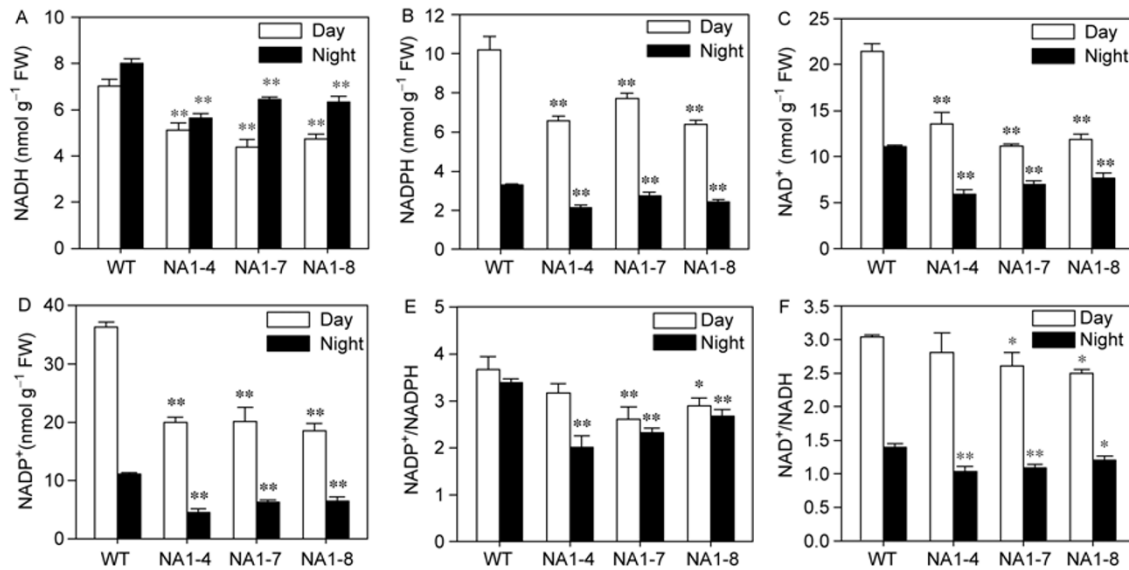 A
NADH (nmol g⁻¹ FW)
10
8
6
4
2
0
Day
Night
** **
**
**
**
**
WT NA1-4 NA1-7 NA1-8
B
NADPH (nmol g⁻¹ FW)
12
10
8
6
4
2
0
Day
Night
**
**
**
**
**
**
WT NA1-4 NA1-7 NA1-8
C
NAD⁺ (nmol g⁻¹ FW)
25
20
15
10
5
0
Day
Night
**
**
**
**
**
**
WT NA1-4 NA1-7 NA1-8
D
NADP⁺(nmol g⁻¹ FW)
40
30
20
10
0
Day
Night
**
**
**
**
**
**
WT NA1-4 NA1-7 NA1-8
E
NADP⁺/NADPH
5
4
3
2
1
0
Day
Night
**
** **
* **
WT NA1-4 NA1-7 NA1-8
F
NAD⁺/NADH
3.5
3.0
2.5
2.0
1.5
1.0
0.5
0.0
Day
Night
**
*
**
*
*
WT NA1-4 NA1-7 NA1-8